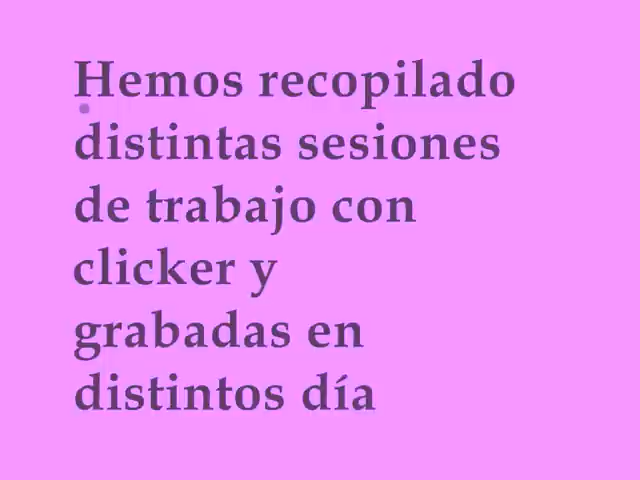 Hemos recopilado
distintas sesiones
de trabajo con
clicker y
grabadas en
distintos día